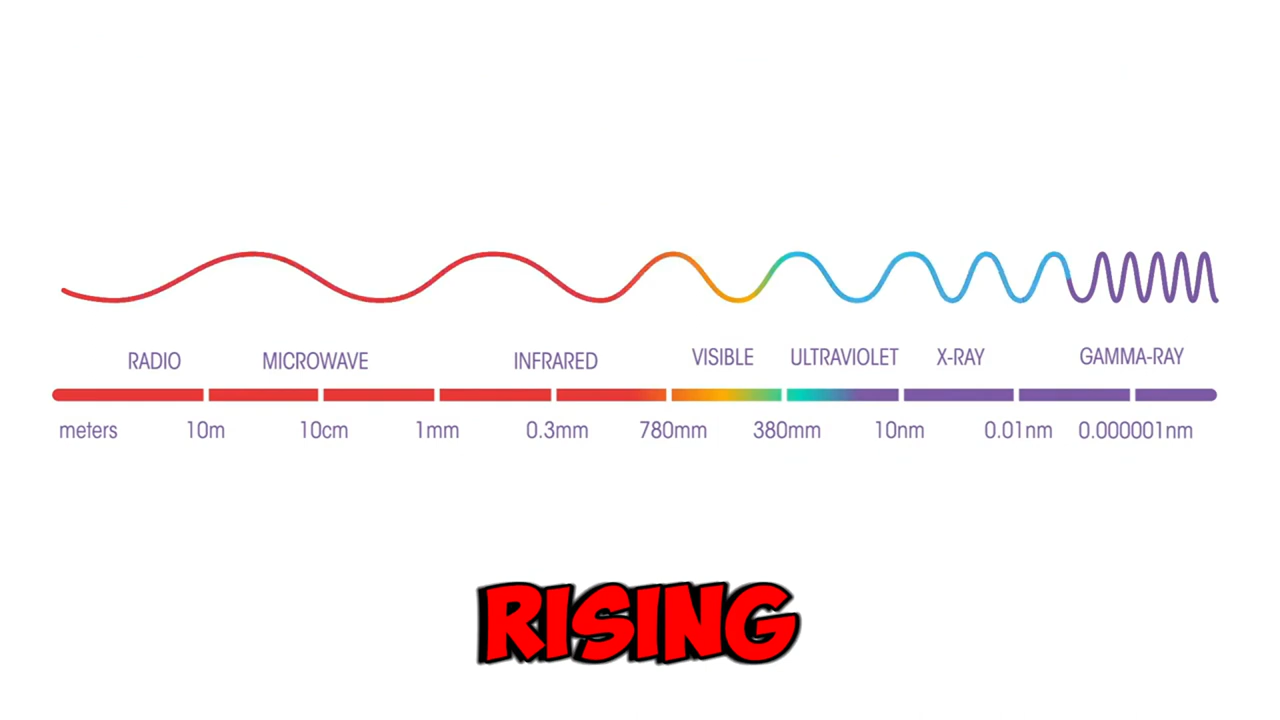 RADIO MICROWAVE INFRARED VISIBLE ULTRAVIOLET X-RAY GAMMA-RAY
meters 10m 10cm 1mm 0.3mm 780mm 380mm 10nm 0.01nm 0.000001nm
RISING